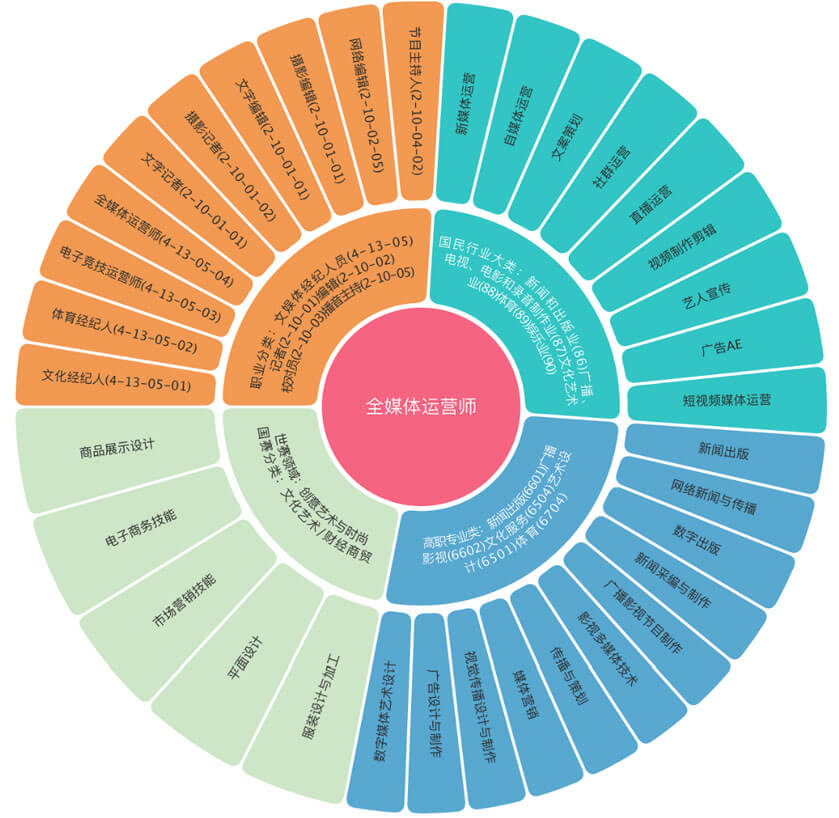 全媒体运营师
职业分类：文媒体经纪人员(4-13-05)
记者(2-10-01)编辑(2-10-02)
校对员(2-10-03)播音主持(2-10-05)
文化经纪人(4-13-05-01)
体育经纪人(4-13-05-02)
电子竞技运营师(4-13-05-03)
全媒体运营师(4-13-05-04)
文字记者(2-10-01-01)
摄影记者(2-10-01-02)
文字编辑(2-10-01-01)
摄影编辑(2-10-01-01)
网络编辑(2-10-02-05)
节目主持人(2-10-04-02)
国民行业大类：新闻和出版业(86)广播、
电视、电影和录音制作业(87)文化艺术
业(88)体育(89)娱乐业(90)
新媒体运营
自媒体运营
文案策划
社群运营
直播运营
视频制作剪辑
艺人宣传
广告AE
短视频媒体运营
高职专业类：新闻出版(6601)广播
影视(6602)文化服务(6504)艺术设
计(6501)体育(6704)
新闻出版
网络新闻与传播
数字出版
新闻采编与制作
广播影视节目制作
影视多媒体技术
传播与策划
媒体营销
视觉传播设计与制作
广告设计与制作
数字媒体艺术设计
世赛领域：创意艺术与时尚
国赛分类：文化艺术/财经商贸
服装设计与加工
平面设计
市场营销技能
电子商务技能
商品展示设计